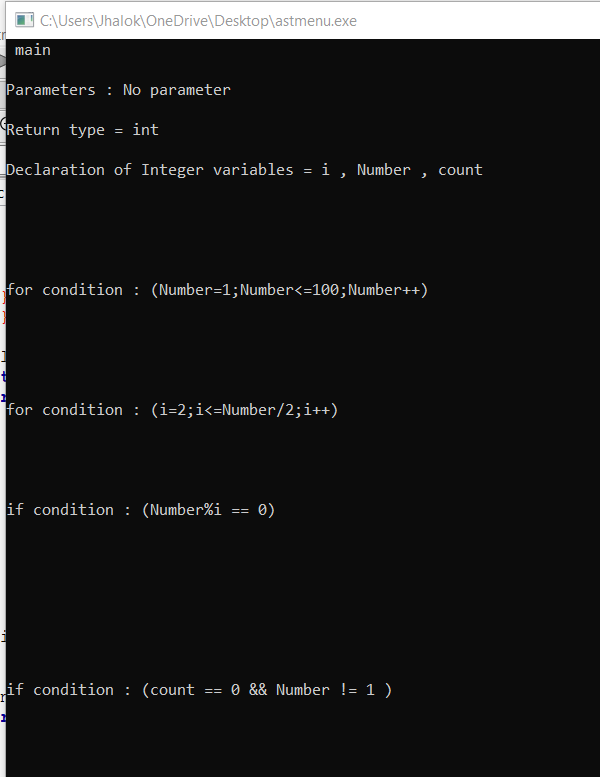 C:\Users\Jhalok\OneDrive\Desktop\astmenu.exe
main
Parameters : No parameter
Return type = int
Declaration of Integer variables = i , Number , count
for condition : (Number=1;Number<=100;Number++)
for condition : (i=2;i<=Number/2;i++)
if condition : (Number%i == 0)
if condition : (count == 0 && Number != 1 )